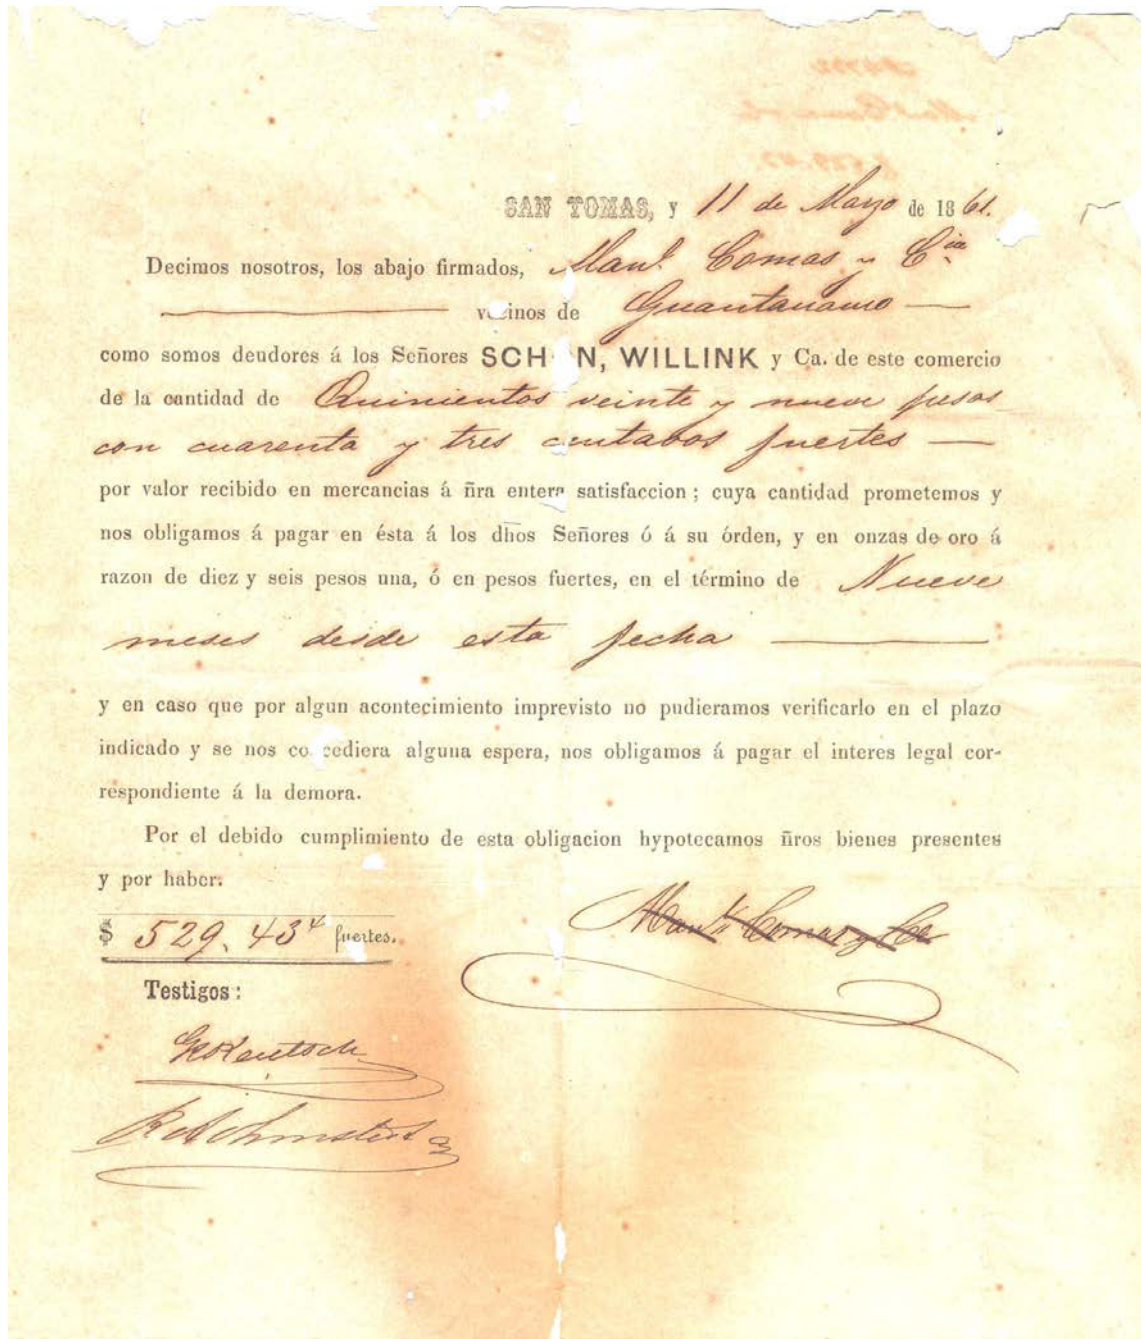 SAN TOMAS, y 11 de Marzo de 1861.
Decimos nosotros, los abajo firmados, Manl. Comas y Cia
vecinos de Guantanamo
como somos deudores á los Señores SCH N, WILLINK y Ca. de este comercio
de la cantidad de Quinientos veinte y nueve pesos
con cuarenta y tres centavos fuertes
por valor recibido en mercancias á ñra entera satisfaccion; cuya cantidad prometemos y
nos obligamos á pagar en ésta á los dhos Señores ó á su órden, y en onzas de oro á
razon de diez y seis pesos una, ó en pesos fuertes, en el término de Nueve
meses desde esta fecha
y en caso que por algun acontecimiento imprevisto no pudieramos verificarlo en el plazo
indicado y se nos co cediera alguna espera, nos obligamos á pagar el interes legal cor-
respondiente á la demora.
Por el debido cumplimiento de esta obligacion hypotecamos ñros bienes presentes
y por haber.
Manl. Comas y Ca
$ 529.43 fuertes.
Testigos: